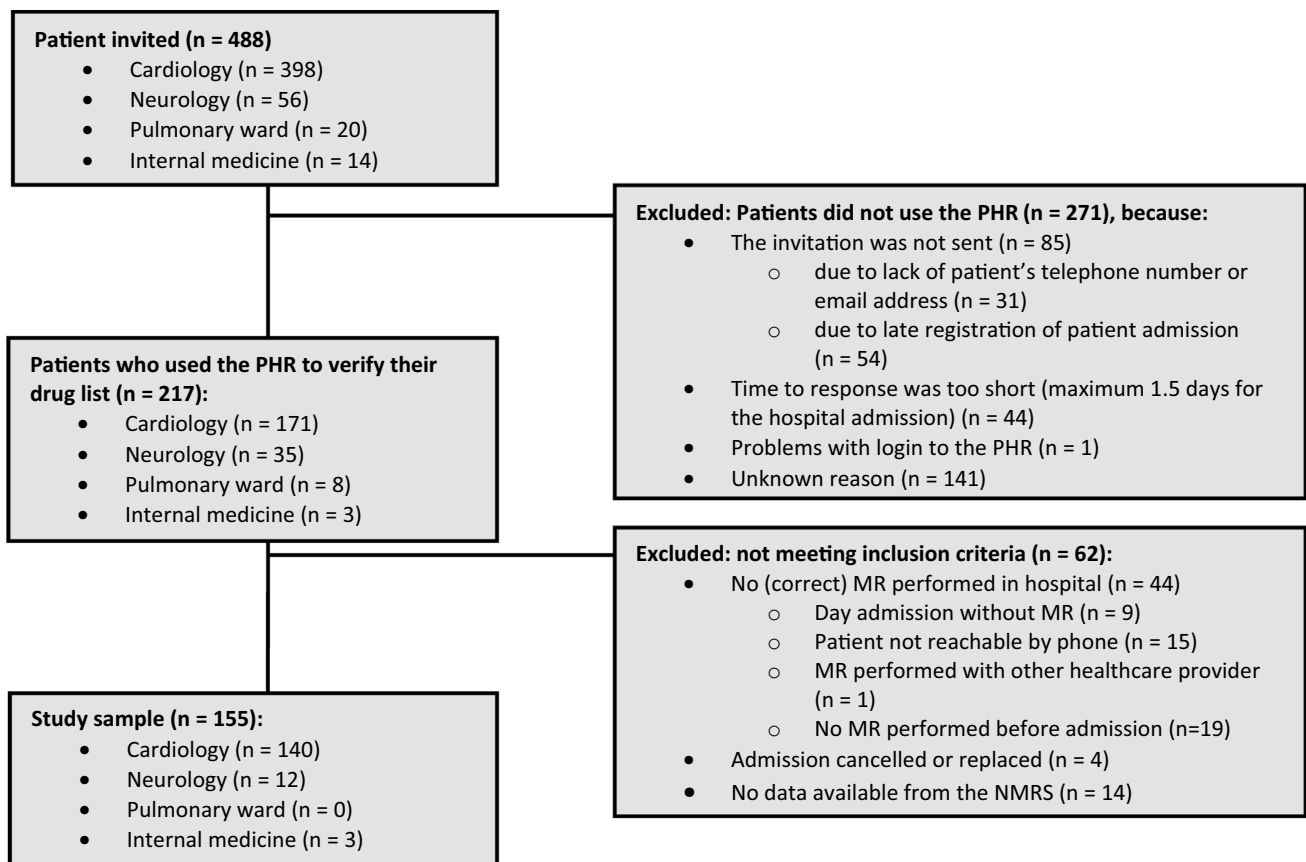 Patient invited (n = 488)
• Cardiology (n = 398)
• Neurology (n = 56)
• Pulmonary ward (n = 20)
• Internal medicine (n = 14)
Excluded: Patients did not use the PHR (n = 271), because:
• The invitation was not sent (n = 85)
o due to lack of patient’s telephone number or
email address (n = 31)
o due to late registration of patient admission
(n = 54)
• Time to response was too short (maximum 1.5 days for
the hospital admission) (n = 44)
• Problems with login to the PHR (n = 1)
• Unknown reason (n = 141)
Patients who used the PHR to verify their
drug list (n = 217):
• Cardiology (n = 171)
• Neurology (n = 35)
• Pulmonary ward (n = 8)
• Internal medicine (n = 3)
Excluded: not meeting inclusion criteria (n = 62):
• No (correct) MR performed in hospital (n = 44)
o Day admission without MR (n = 9)
o Patient not reachable by phone (n = 15)
o MR performed with other healthcare provider
(n = 1)
o No MR performed before admission (n=19)
• Admission cancelled or replaced (n = 4)
• No data available from the NMRS (n = 14)
Study sample (n = 155):
• Cardiology (n = 140)
• Neurology (n = 12)
• Pulmonary ward (n = 0)
• Internal medicine (n = 3)